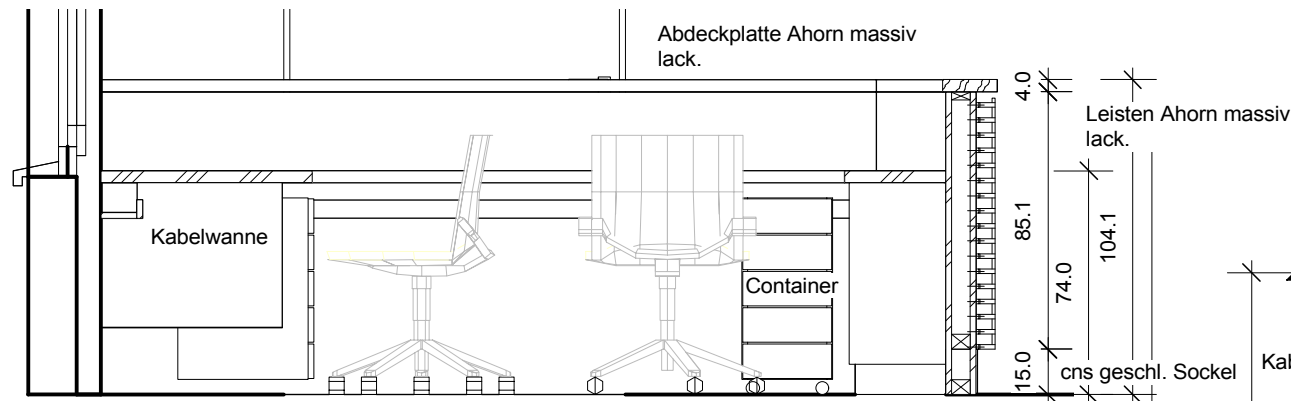 Abdeckplatte Ahorn massiv
lack.
4.0
Leisten Ahorn massiv
lack.
85.1
104.1
74.0
Kabelwanne
Container
15.0
cns geschl. Sockel
Kab